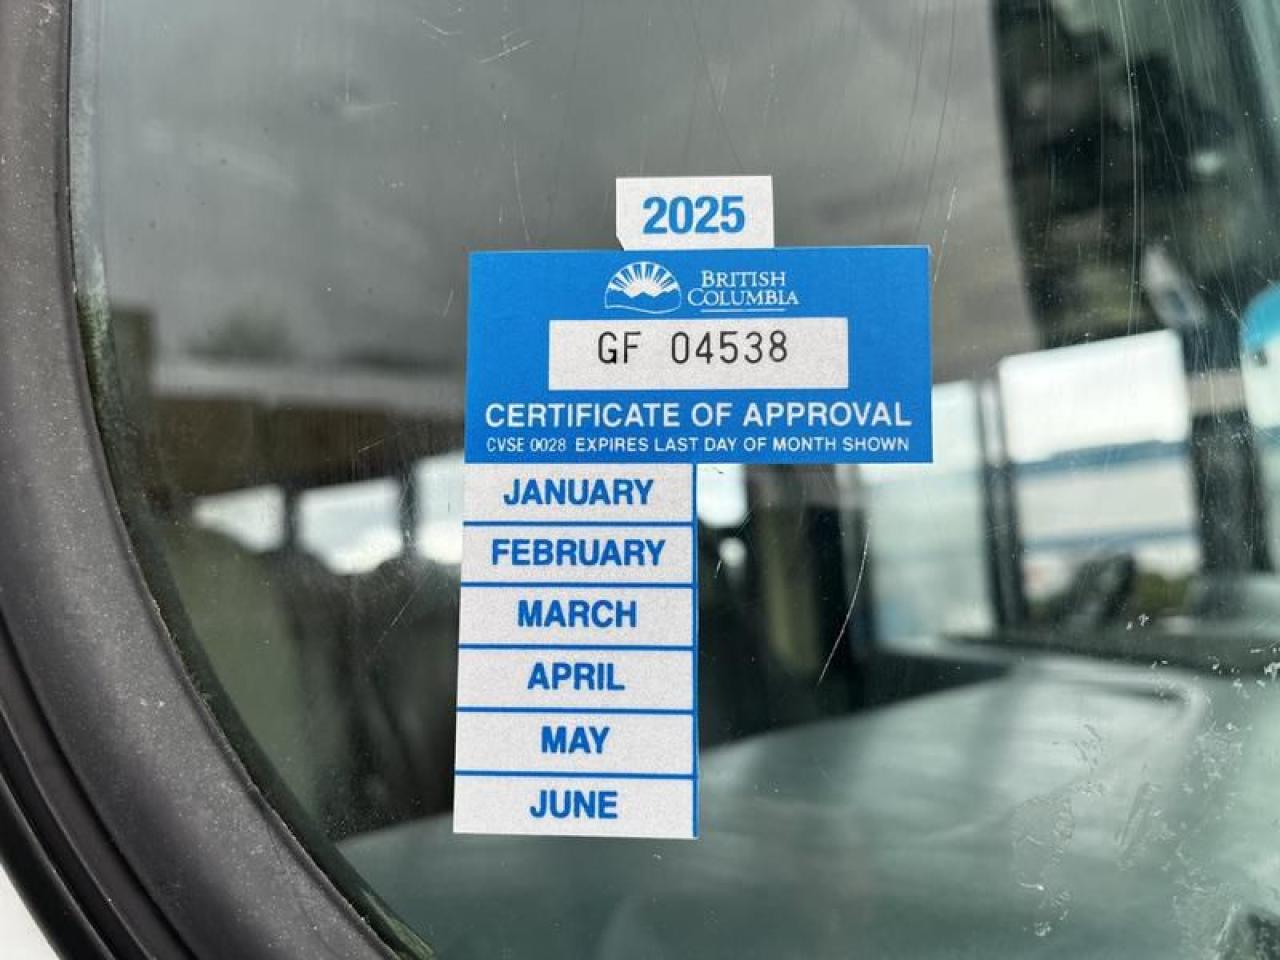 2025
BRITISH
COLUMBIA
GF 04538
CERTIFICATE OF APPROVAL
CVSE 0028 EXPIRES LAST DAY OF MONTH SHOWN
JANUARY
FEBRUARY
MARCH
APRIL
MAY
JUNE